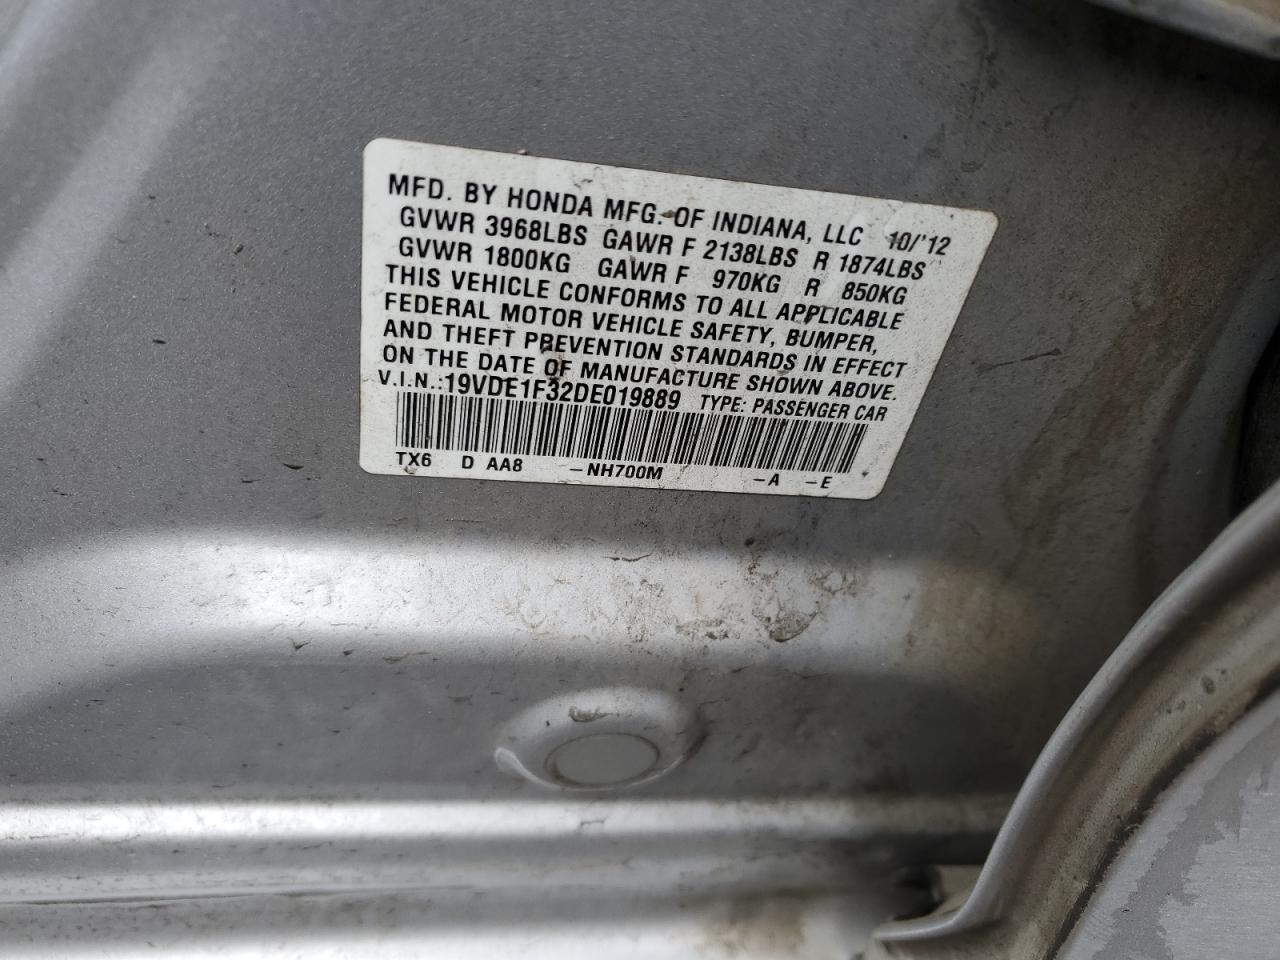 MFD. BY HONDA MFG. OF INDIANA, LLC 10/'12
GVWR 3968LBS GAWR F 2138LBS R 1874LBS
GVWR 1800KG GAWR F 970KG R 850KG
THIS VEHICLE CONFORMS TO ALL APPLICABLE
FEDERAL MOTOR VEHICLE SAFETY, BUMPER,
AND THEFT PREVENTION STANDARDS IN EFFECT
ON THE DATE OF MANUFACTURE SHOWN ABOVE.
V.I.N.:19VDE1F32DE019889 TYPE: PASSENGER CAR
TX6 D AA8 –NH700M –A –E